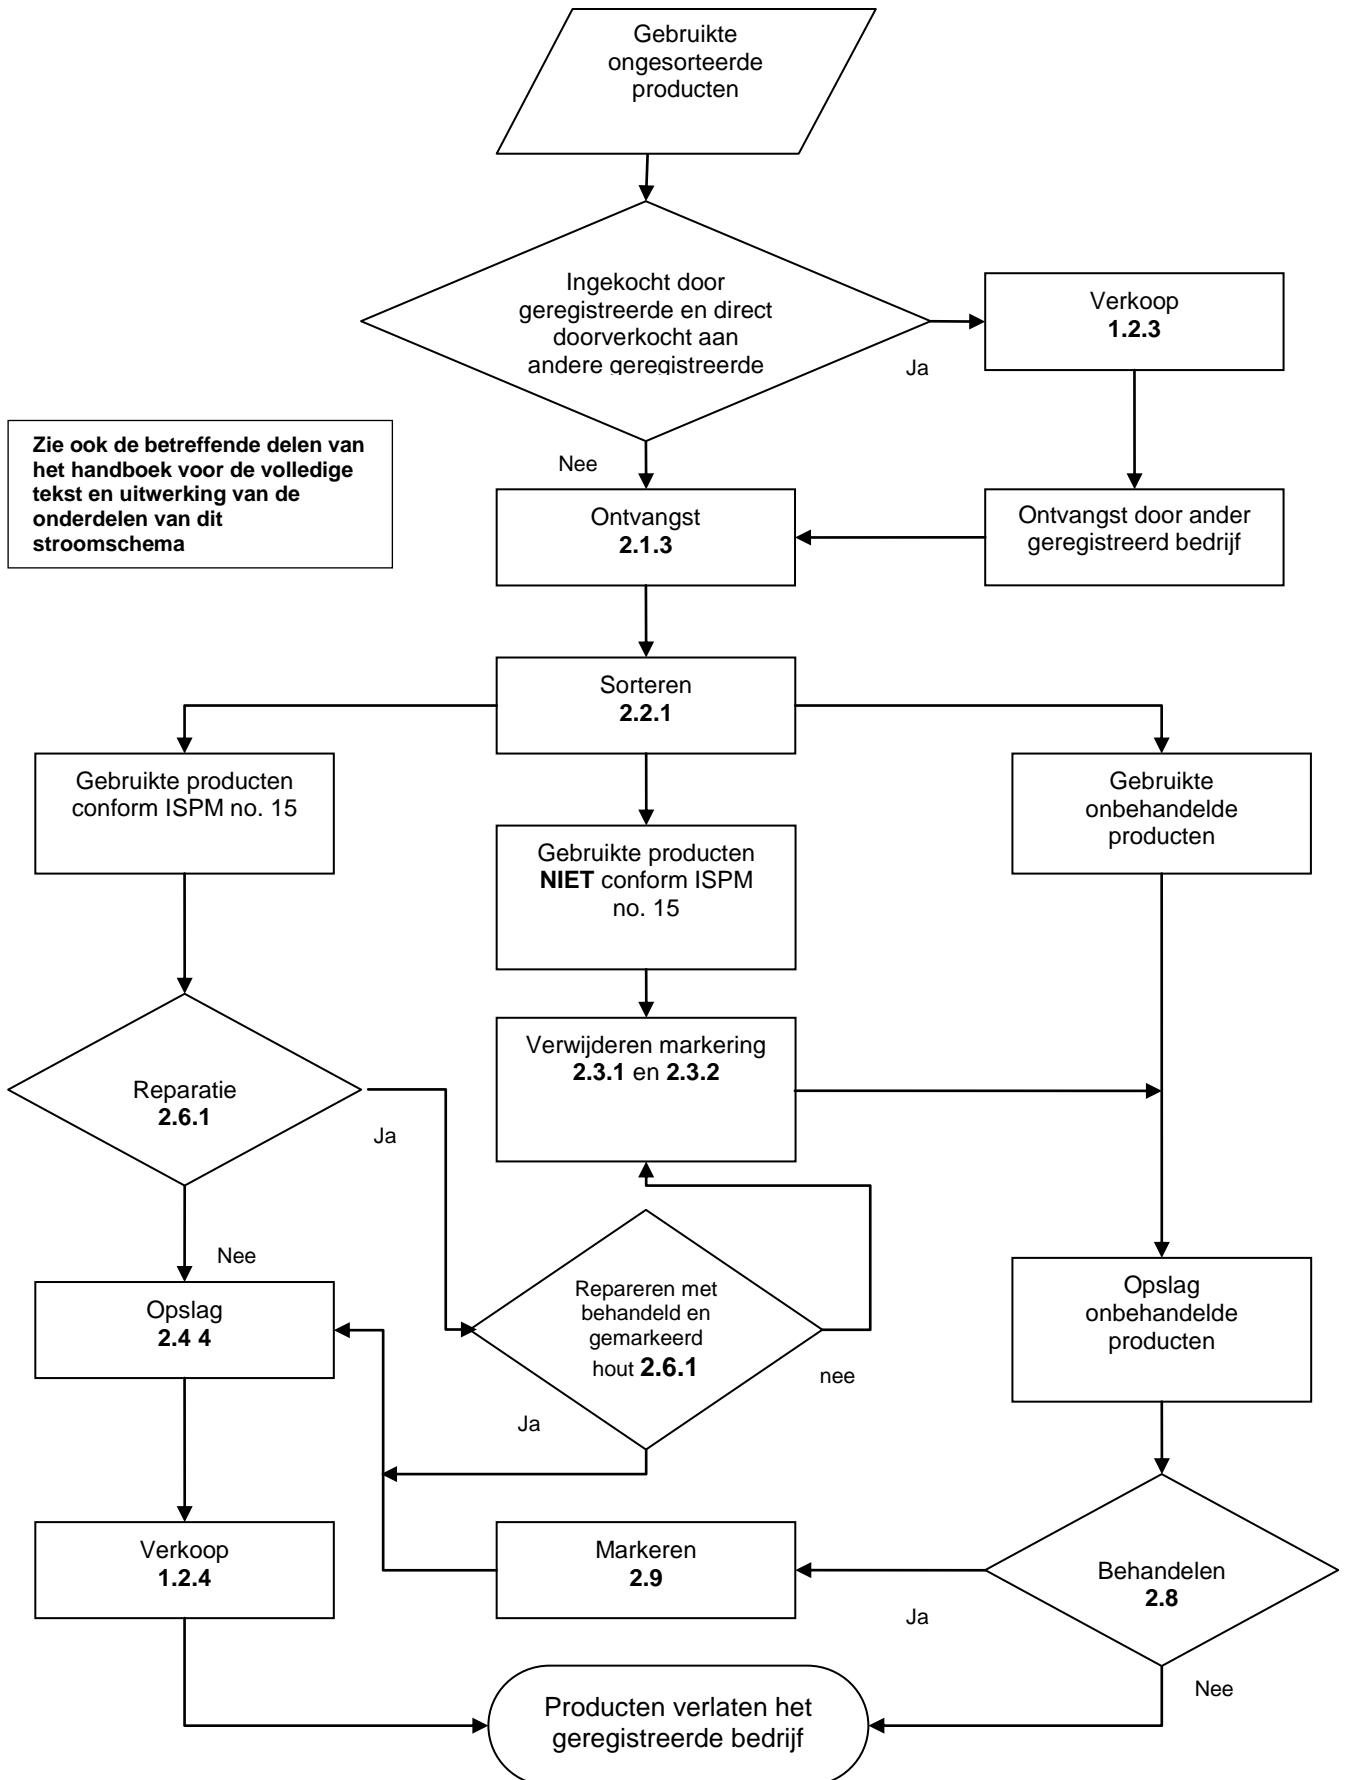 Gebruikte
ongesorteerde
producten
Ingekocht door
geregistreerde en direct
doorverkocht aan
andere geregistreerde
Ja
Verkoop
1.2.3
Zie ook de betreffende delen van
het handboek voor de volledige
tekst en uitwerking van de
onderdelen van dit
stroomschema
Nee
Ontvangst
2.1.3
Ontvangst door ander
geregistreerd bedrijf
Sorteren
2.2.1
Gebruikte producten
conform ISPM no. 15
Gebruikte producten
NIET conform ISPM
no. 15
Gebruikte
onbehandelde
producten
Verwijderen markering
2.3.1 en 2.3.2
Reparatie
2.6.1
Ja
Nee
Opslag
2.4 4
Repareren met
behandeld en
gemarkeerd
hout 2.6.1
nee
Ja
Opslag
onbehandelde
producten
Verkoop
1.2.4
Markeren
2.9
Behandelen
2.8
Ja
Nee
Producten verlaten het
geregistreerde bedrijf